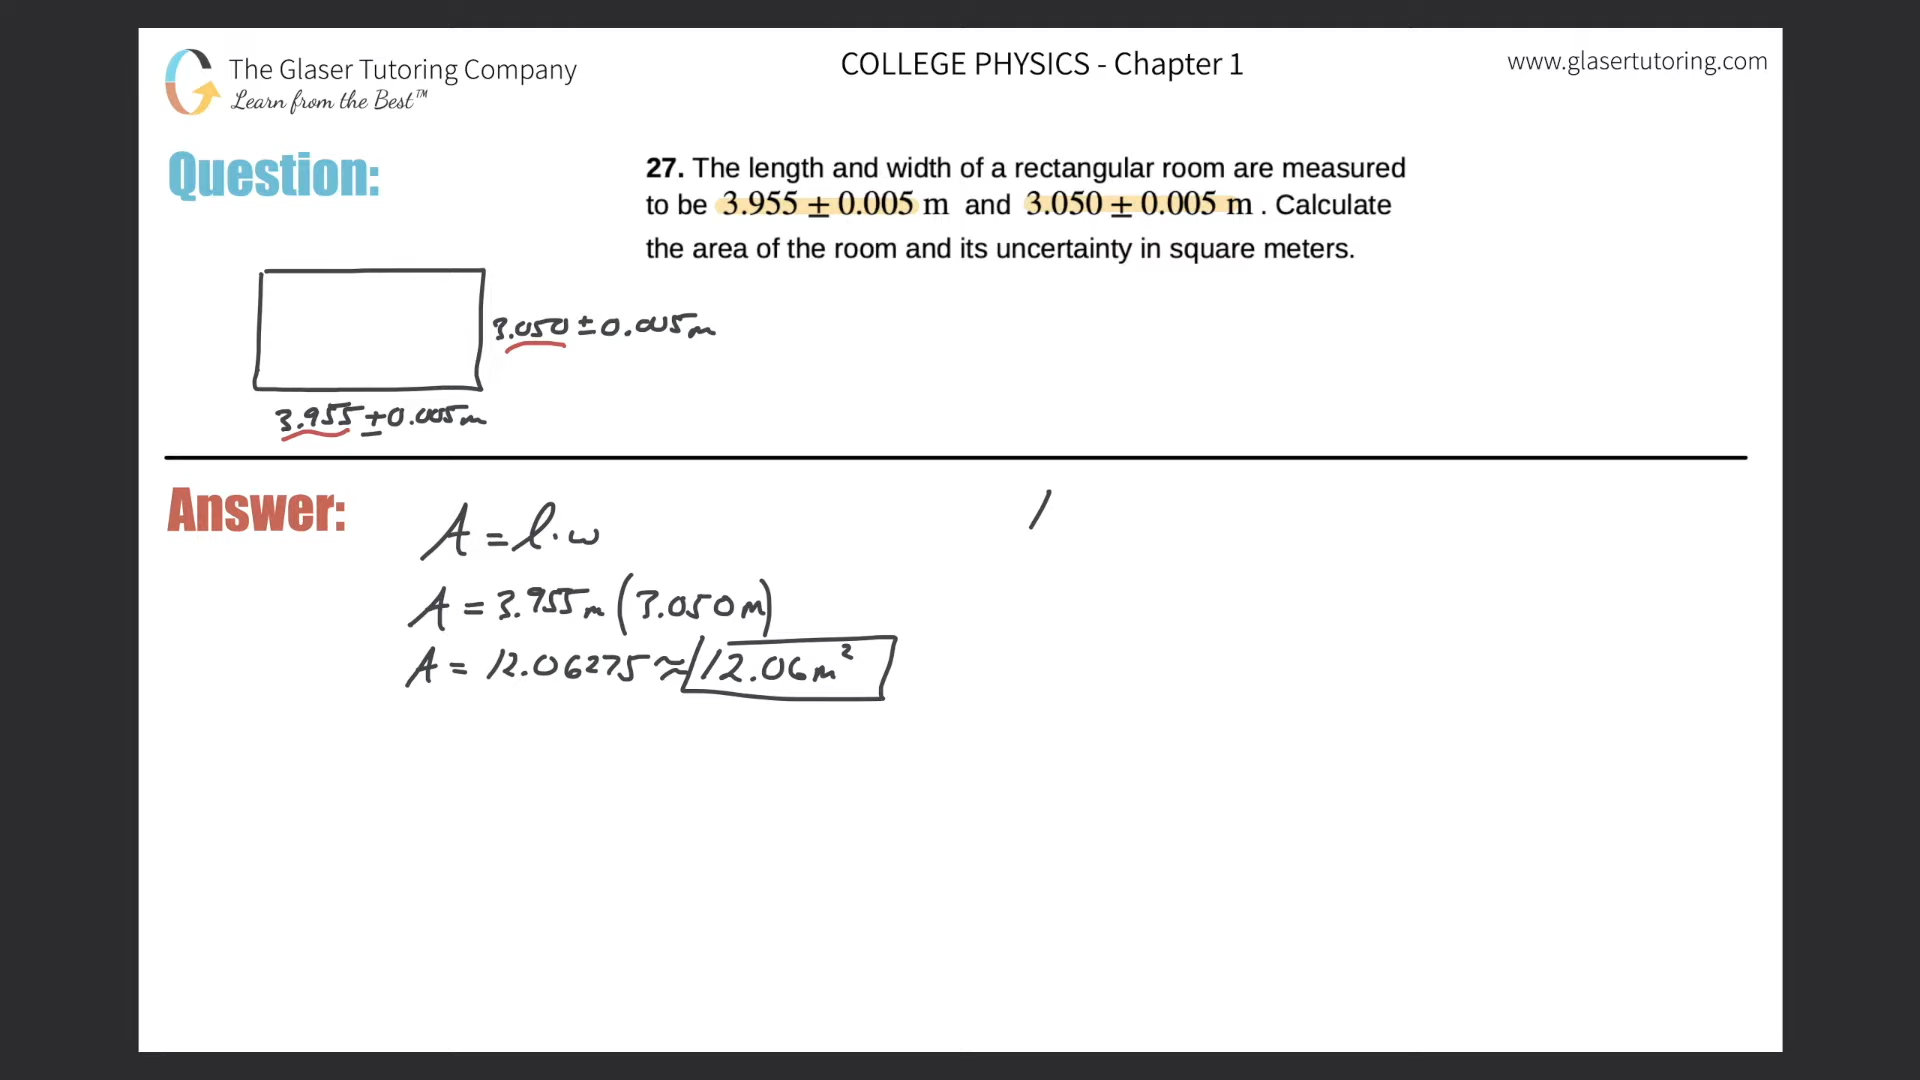 The Glaser Tutoring Company
Learn from the Best™
COLLEGE PHYSICS - Chapter 1
www.glasertutoring.com
Question:
27. The length and width of a rectangular room are measured
to be 3.955 ± 0.005 m and 3.050 ± 0.005 m . Calculate
the area of the room and its uncertainty in square meters.
3.050 ± 0.005m
3.955 ± 0.005m
Answer:
A = l·w
A = 3.955m (3.050m)
A = 12.06275 ≈ 12.06m²